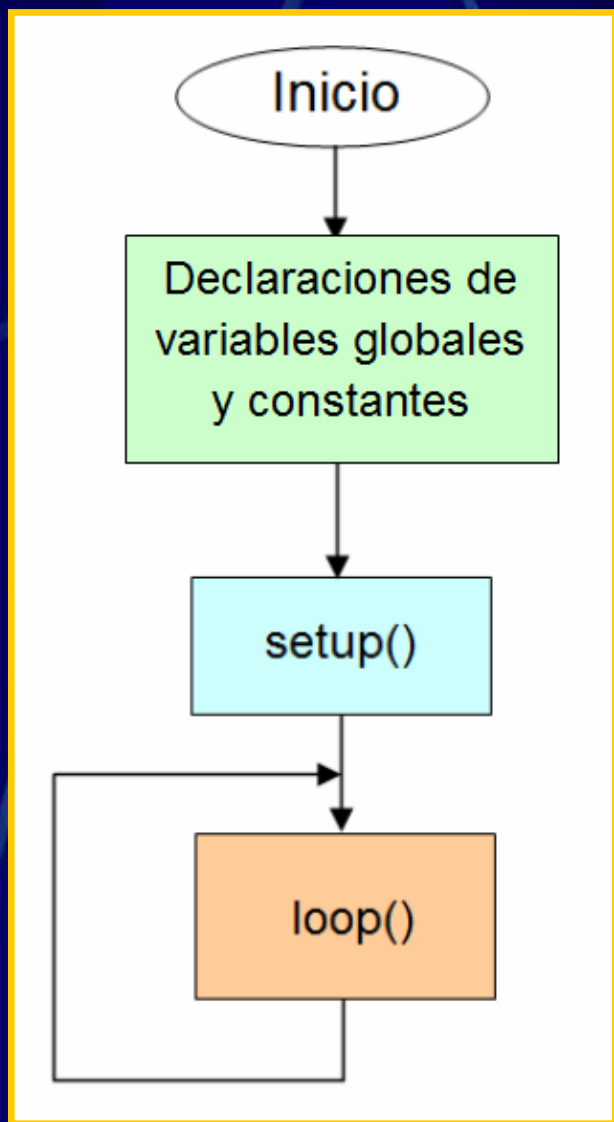 Inicio
Declaraciones de
variables globales
y constantes
setup()
loop()